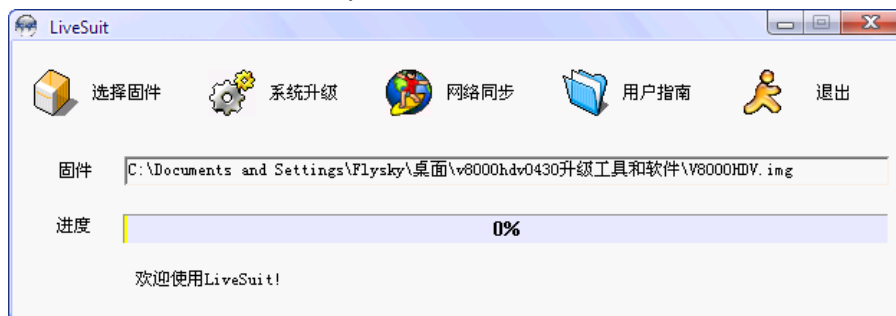 LiveSuit
选择固件 系统升级 网络同步 用户指南 退出
固件 C:\Documents and Settings\Flysky\桌面\v8000hdv0430升级工具和软件\V8000HDV.img
进度 0%
欢迎使用LiveSuit!